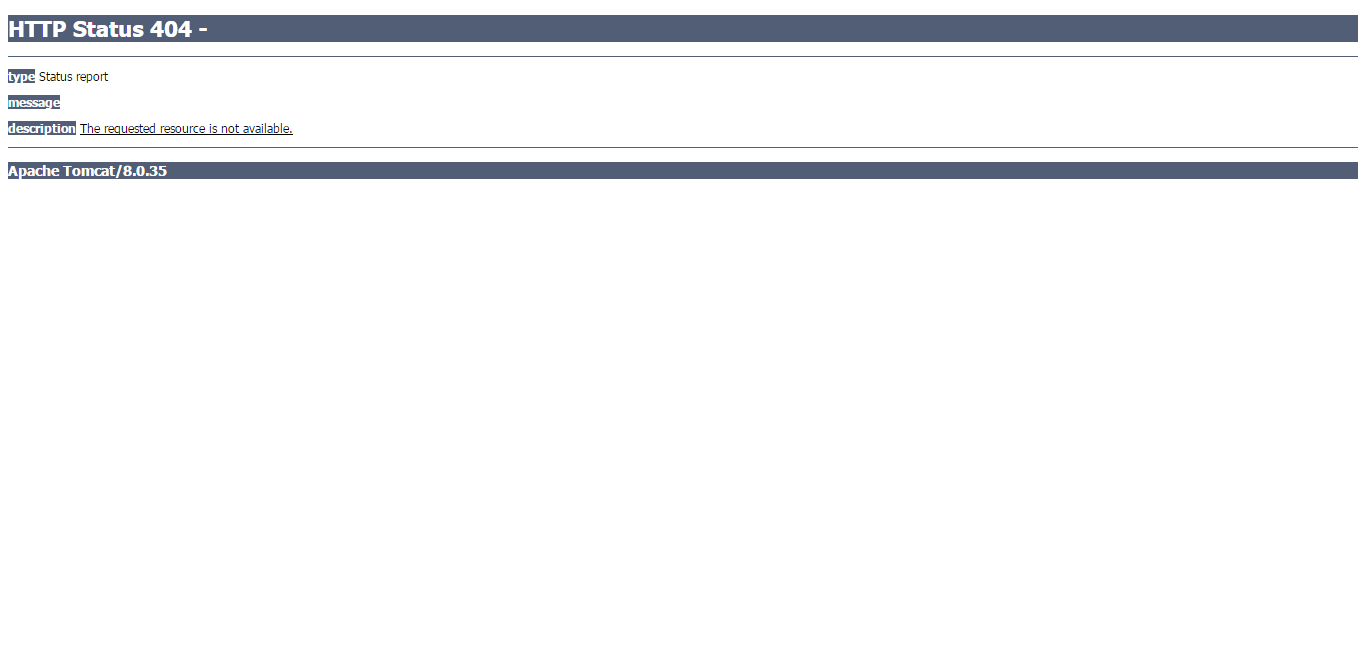 HTTP Status 404 -
type Status report
message
description The requested resource is not available.
Apache Tomcat/8.0.35